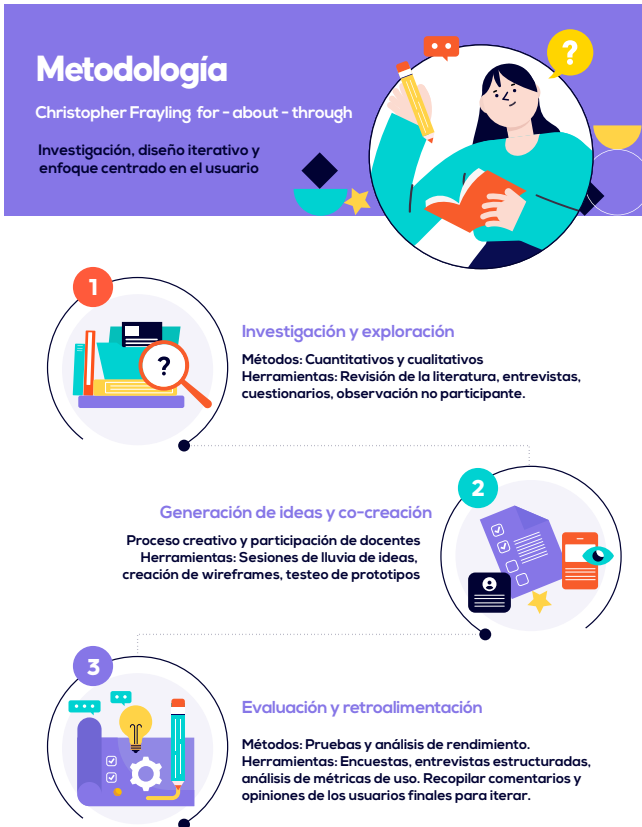 Metodología
Christopher Frayling for - about - through
Investigación, diseño iterativo y
enfoque centrado en el usuario
?
1
?
Investigación y exploración
Métodos: Cuantitativos y cualitativos
Herramientas: Revisión de la literatura, entrevistas,
cuestionarios, observación no participante.
2
Generación de ideas y co-creación
Proceso creativo y participación de docentes
Herramientas: Sesiones de lluvia de ideas,
creación de wireframes, testeo de prototipos
3
Evaluación y retroalimentación
Métodos: Pruebas y análisis de rendimiento.
Herramientas: Encuestas, entrevistas estructuradas,
análisis de métricas de uso. Recopilar comentarios y
opiniones de los usuarios finales para iterar.